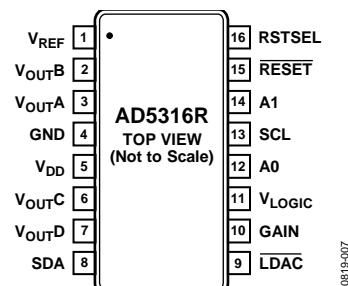 VREF 1
VOUTB 2
VOUTA 3
GND 4
VDD 5
VOUTC 6
VOUTD 7
SDA 8
AD5316R
TOP VIEW
(Not to Scale)
16 RSTSEL
15 RESET
14 A1
13 SCL
12 A0
11 VLOGIC
10 GAIN
9 LDAC
0819-007